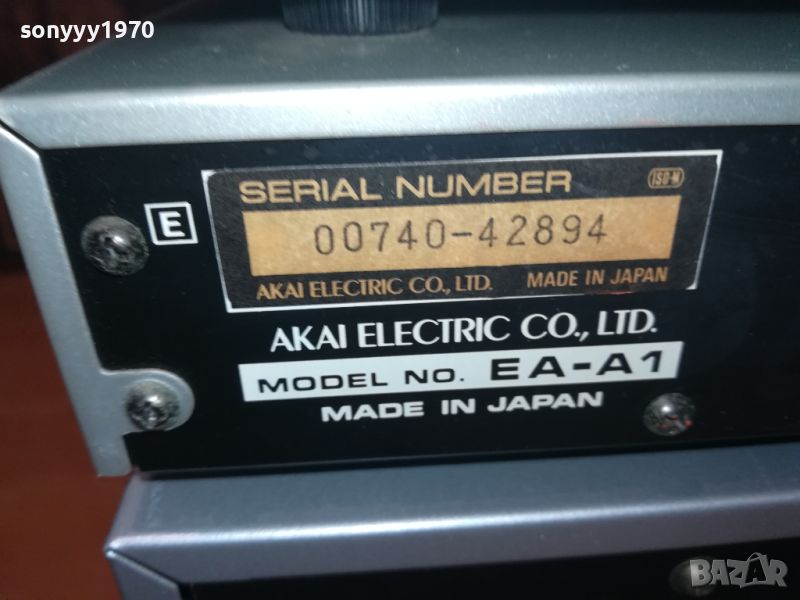 sonyyy1970
SERIAL NUMBER ISO-M
E
00740-42894
AKAI ELECTRIC CO., LTD. MADE IN JAPAN
AKAI ELECTRIC CO., LTD.
MODEL NO. EA-A1
MADE IN JAPAN
BAZAR